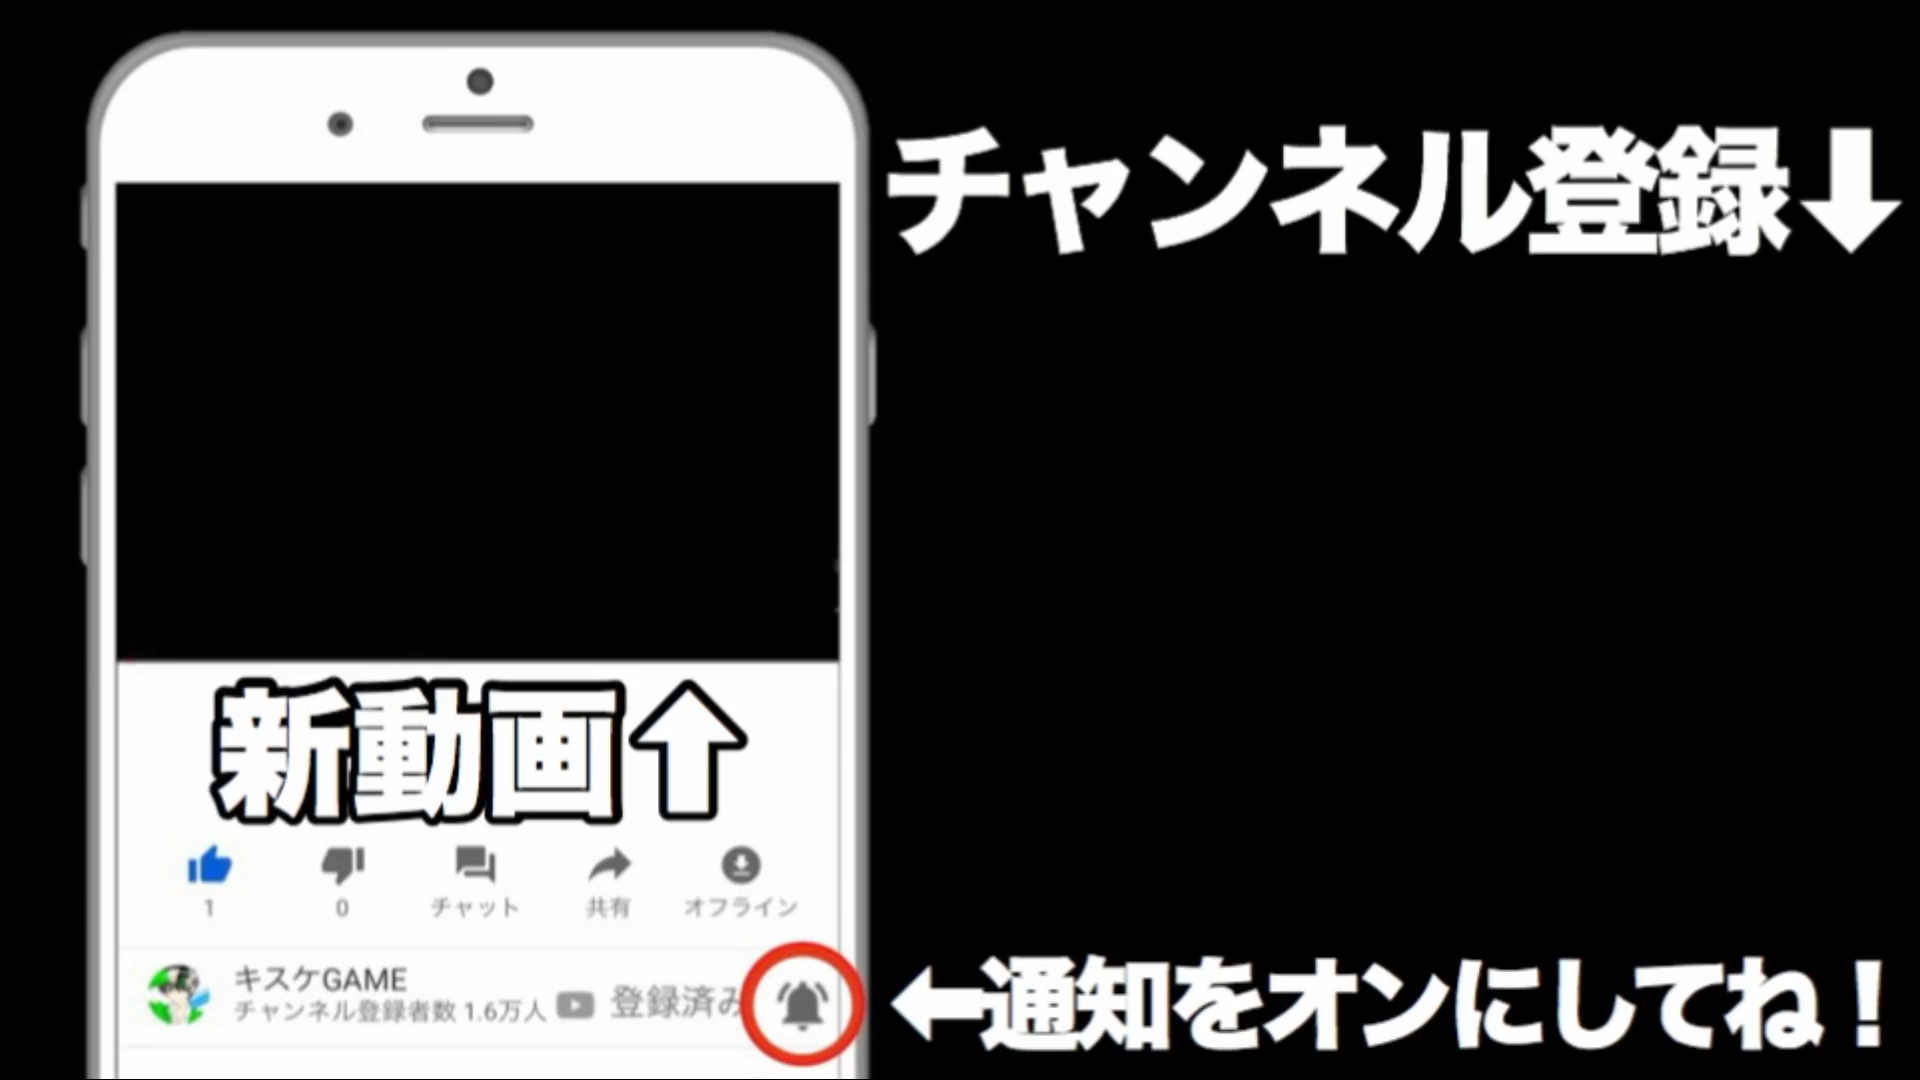 チャンネル登録⬇
新動画↑
1
0
チャット
共有
オフライン
キスケGAME
チャンネル登録者数 1.6万人
登録済み
⬅通知をオンにしてね！